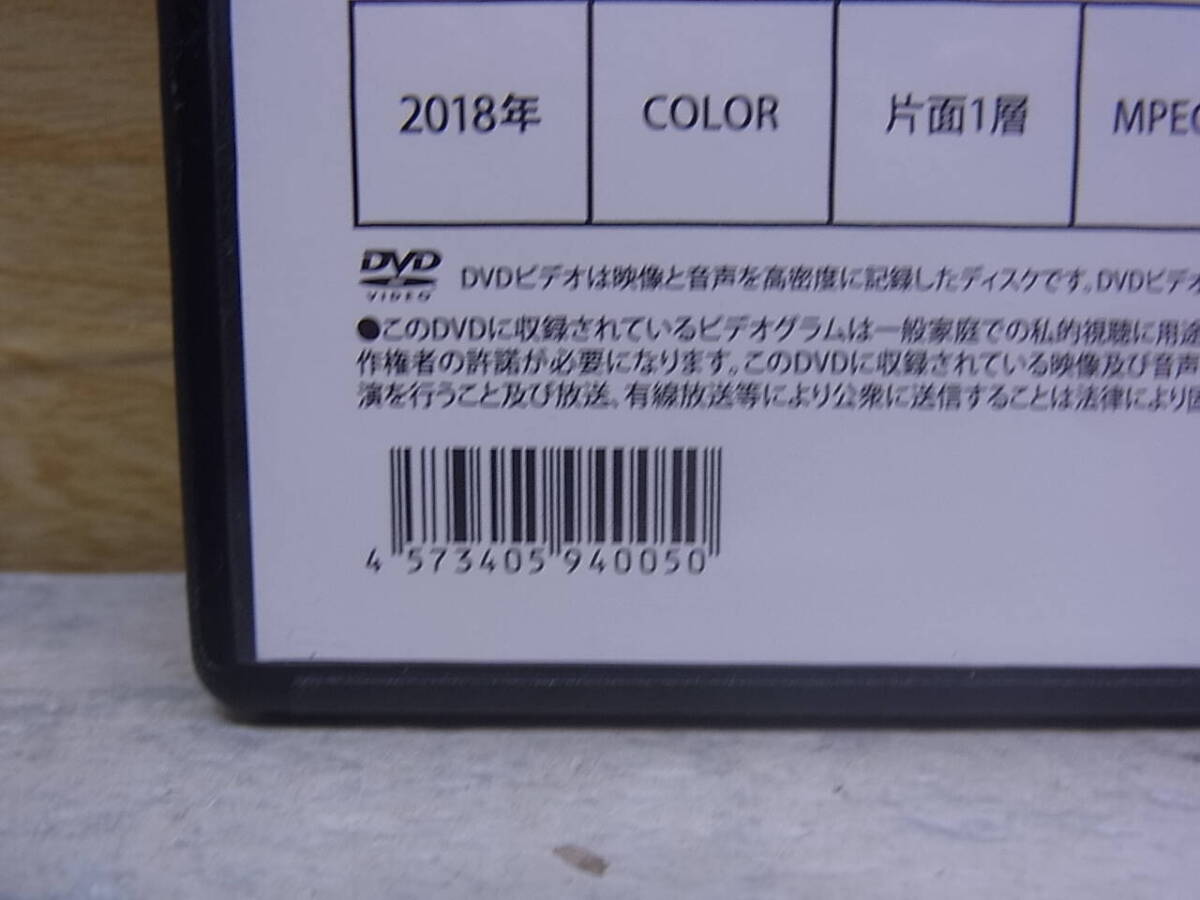 2018年 COLOR 片面1層 MPEG
DVD VIDEO DVDビデオは映像と音声を高密度に記録したディスクです。DVDビデオ
●このDVDに収録されているビデオグラムは一般家庭での私的視聴に用途
作権者の許諾が必要になります。このDVDに収録されている映像及び音声
演を行うこと及び放送、有線放送等により公衆に送信することは法律により固
4 573405 940050